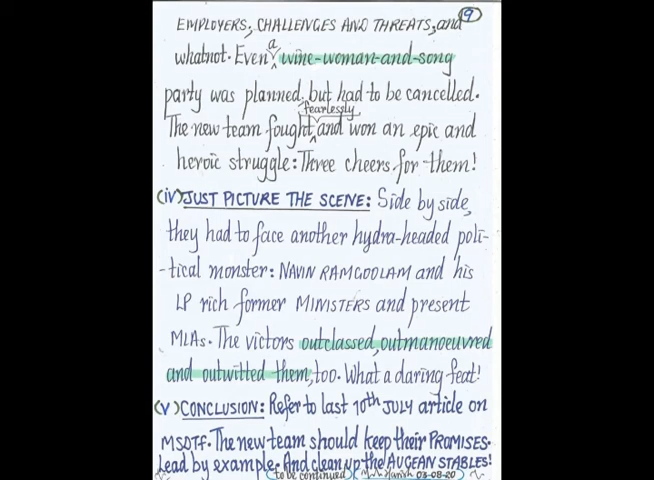 9
EMPLOYERS, CHALLENGES AND THREATS, and
whatnot. Even a wine-woman-and-song
party was planned, but had to be cancelled.
The new team fought fearlessly and won an epic and
heroic struggle: Three cheers for them!
(iv) JUST PICTURE THE SCENE: Side by side,
they had to face another hydra-headed poli-
-tical monster: NAVIN RAMGOOLAM and his
LP rich former MINISTERS and present
MLAs. The victors outclassed, outmanoeuvred
and outwitted them, too. What a daring feat!
(v) CONCLUSION: Refer to last 10th JULY article on
MSDTF. The new team should keep their PROMISES.
Lead by example. And clean up the AUGEAN STABLES!
(to be continued) 03-08-20